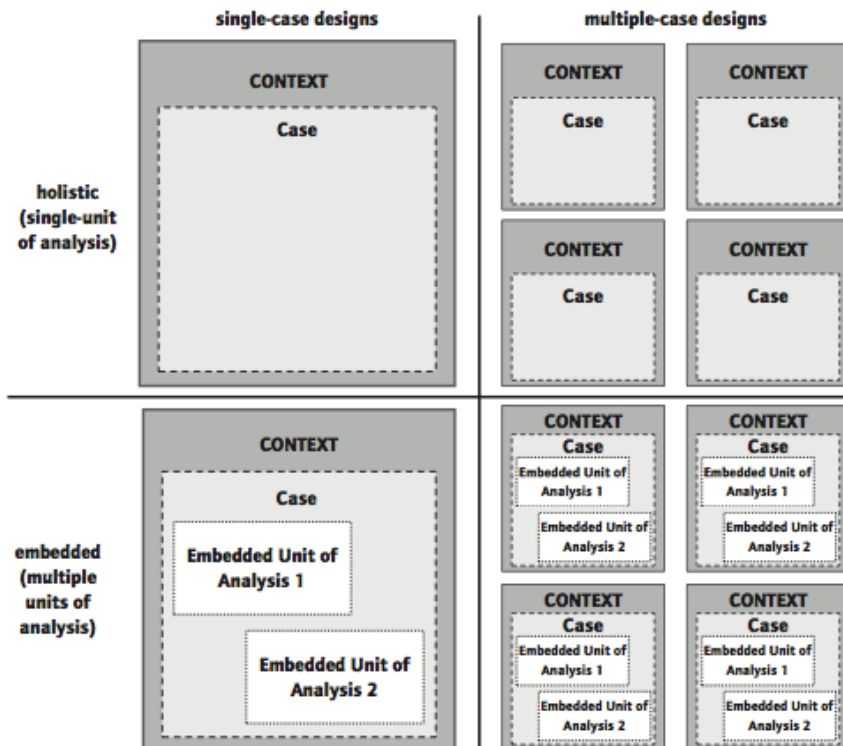 single-case designs
multiple-case designs
holistic
(single-unit
of analysis)
CONTEXT
Case
CONTEXT
Case
CONTEXT
Case
CONTEXT
Case
CONTEXT
Case
embedded
(multiple
units of
analysis)
CONTEXT
Case
Embedded Unit of
Analysis 1
Embedded Unit of
Analysis 2
CONTEXT
Case
Embedded Unit of
Analysis 1
Embedded Unit of
Analysis 2
CONTEXT
Case
Embedded Unit of
Analysis 1
Embedded Unit of
Analysis 2
CONTEXT
Case
Embedded Unit of
Analysis 1
Embedded Unit of
Analysis 2
CONTEXT
Case
Embedded Unit of
Analysis 1
Embedded Unit of
Analysis 2